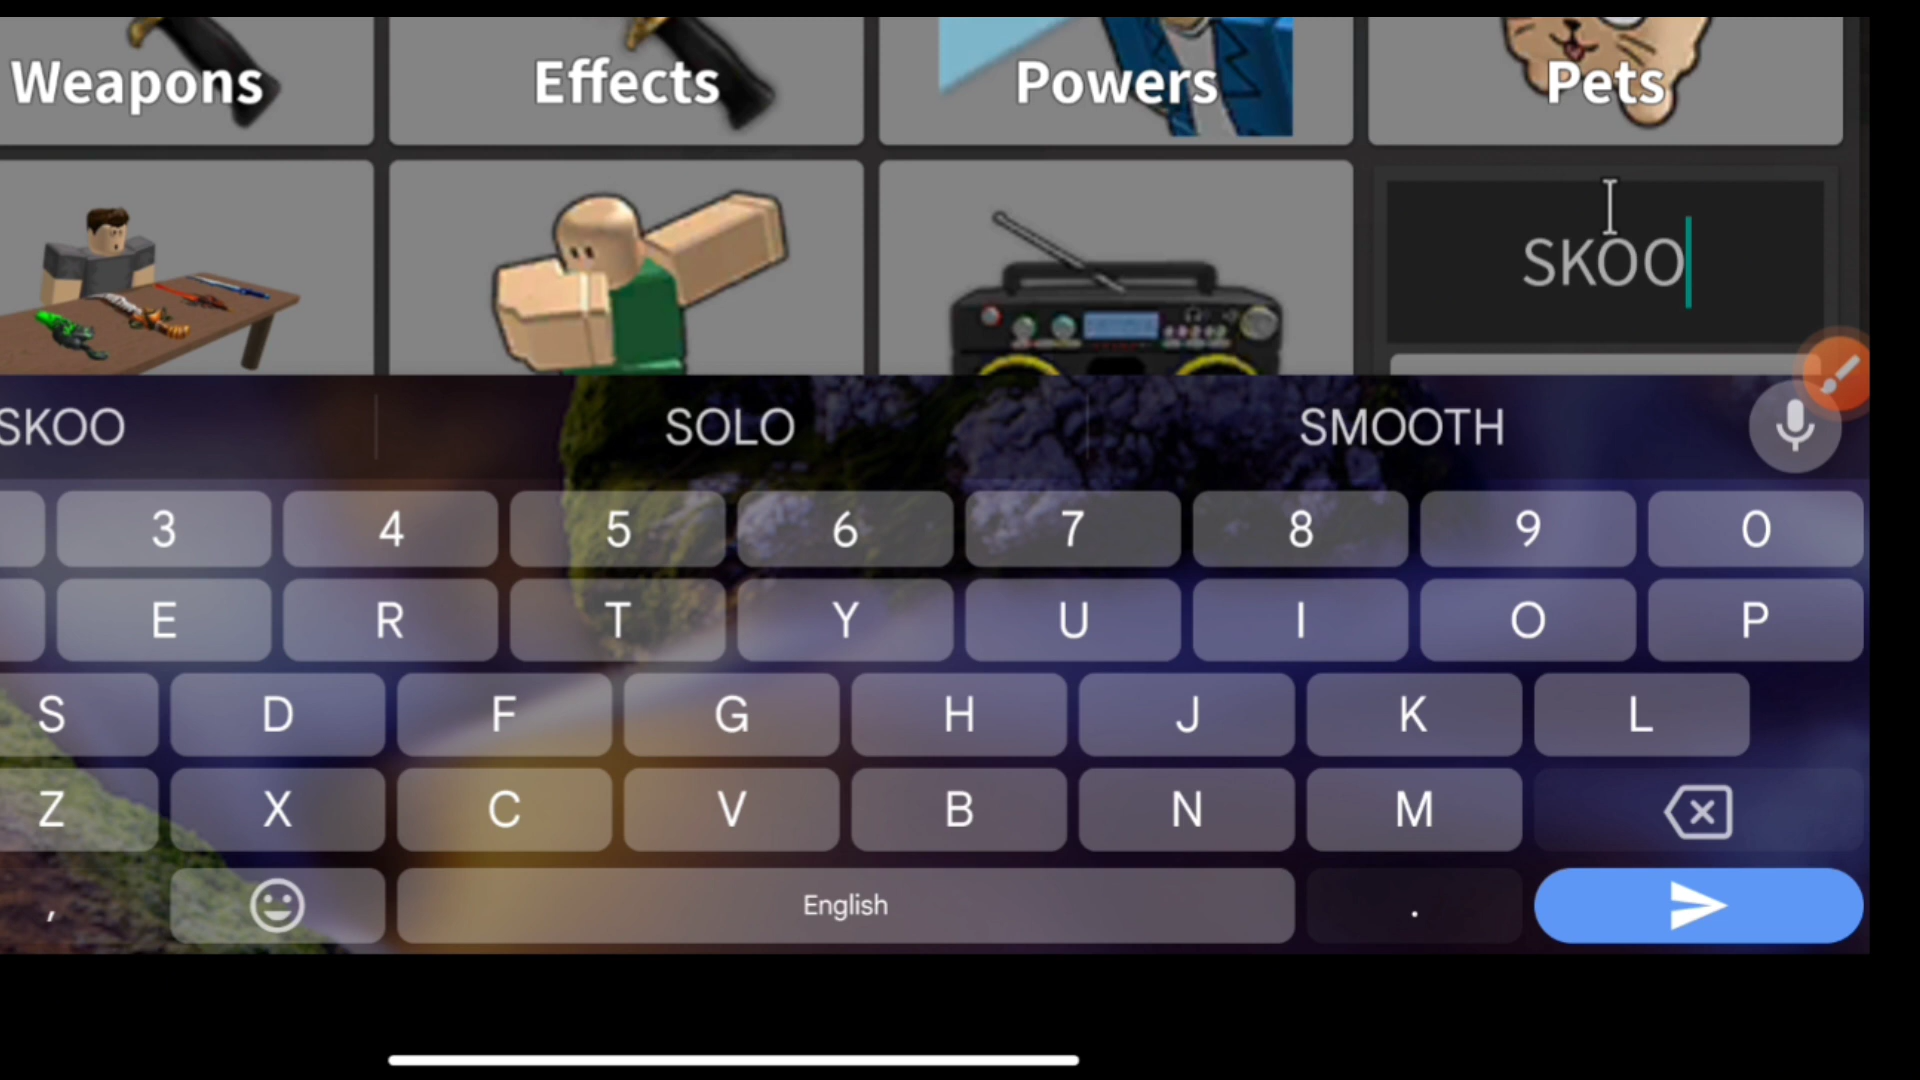 Weapons Effects Powers Pets
SKOO
SKOO SOLO SMOOTH
3 4 5 6 7 8 9 0
E R T Y U I O P
S D F G H J K L
Z X C V B N M
, English .